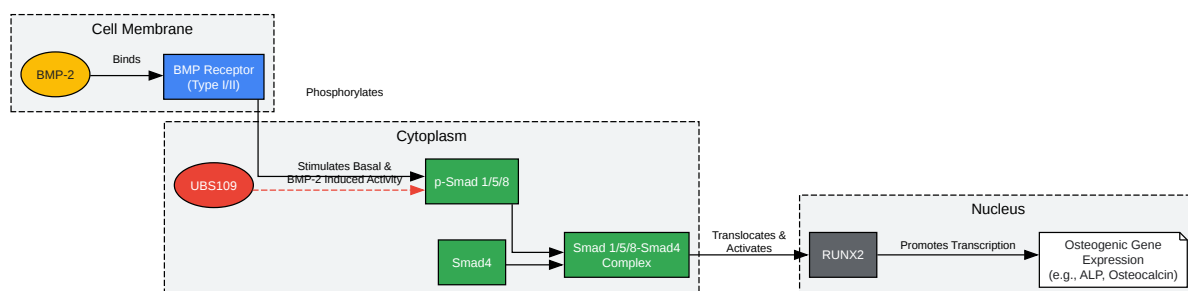 Cell Membrane
BMP-2
Binds
BMP Receptor
(Type I/II)
Phosphorylates
Cytoplasm
UBS109
Stimulates Basal &
BMP-2 Induced Activity
p-Smad 1/5/8
Smad4
Smad 1/5/8-Smad4
Complex
Translocates &
Activates
Nucleus
RUNX2
Promotes Transcription
Osteogenic Gene
Expression
(e.g., ALP, Osteocalcin)